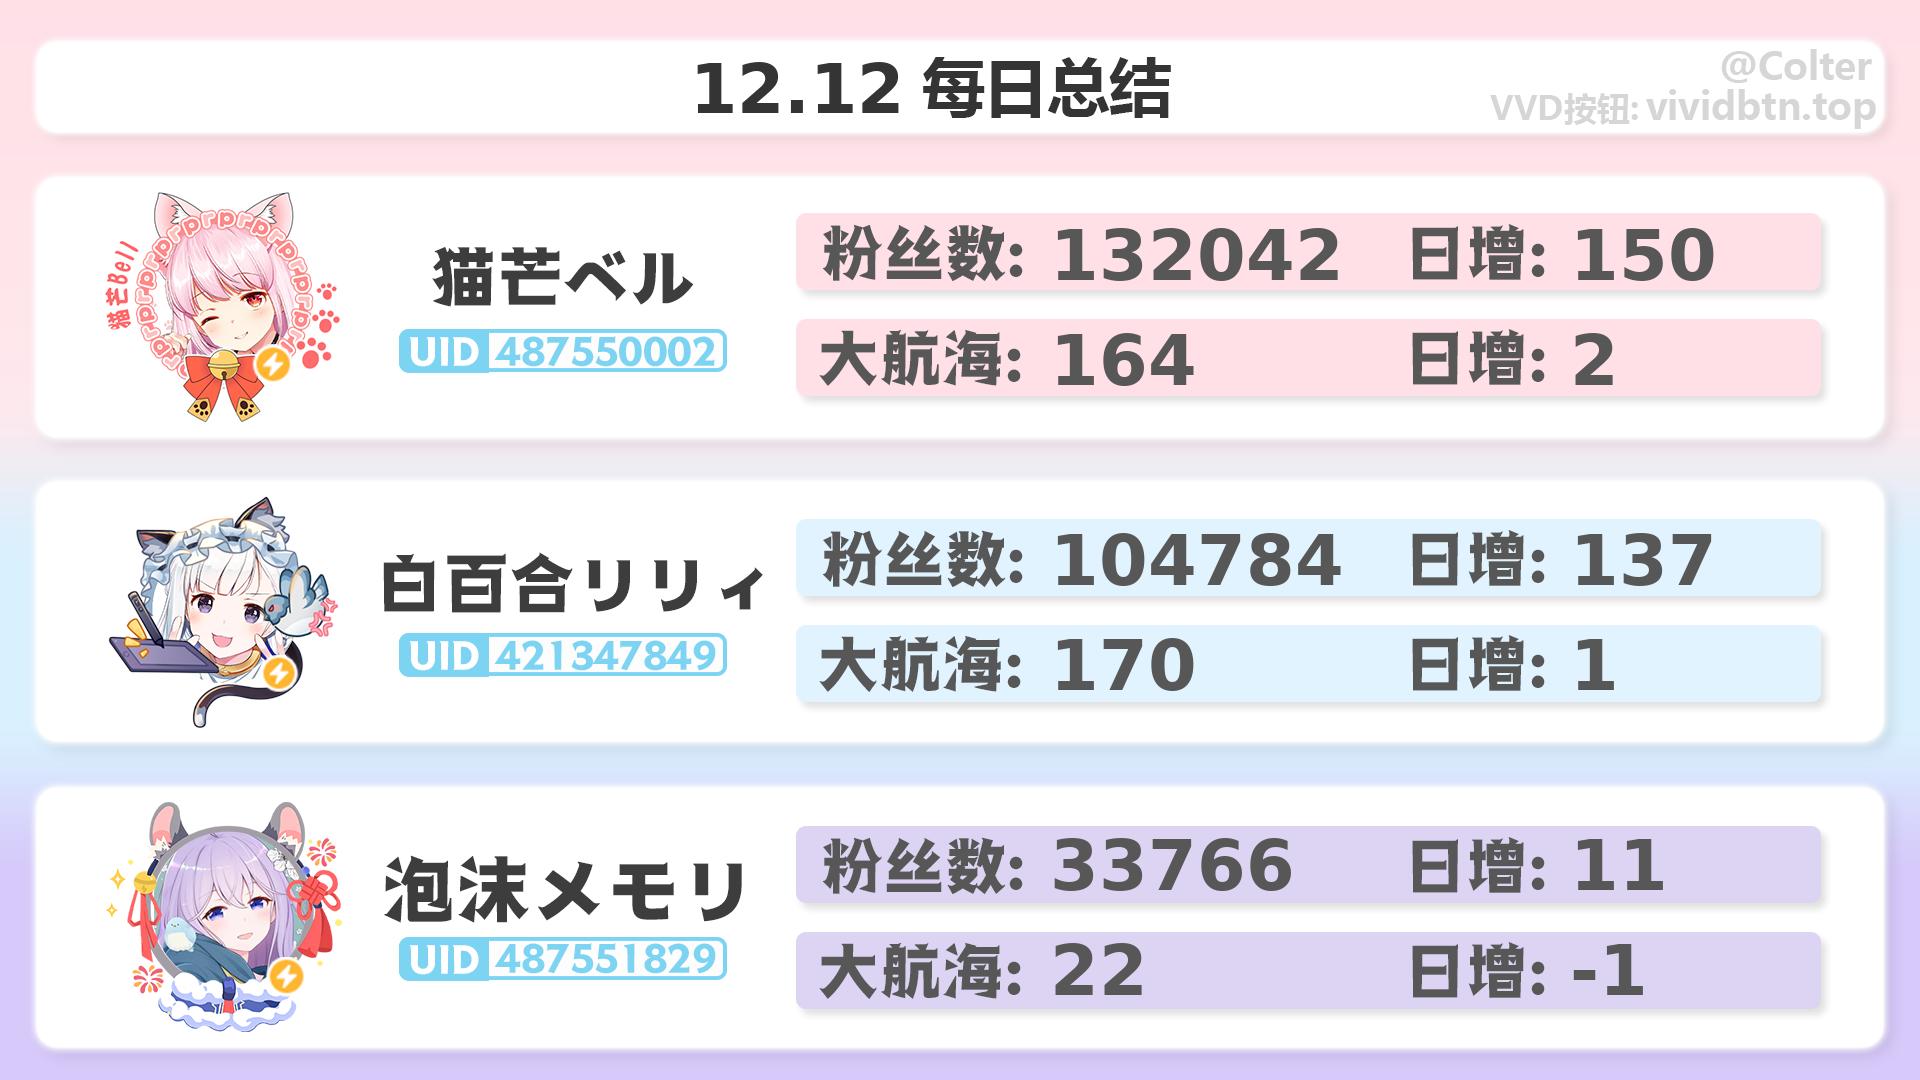 12.12 每日总结
@Colter
VVD按钮: vividbtn.top
猫芒Bell
prprprprprprprpr
猫芒ベル
UID 487550002
粉丝数: 132042 日增: 150
大航海: 164 日增: 2
白百合リリィ
UID 421347849
粉丝数: 104784 日增: 137
大航海: 170 日增: 1
泡沫メモリ
UID 487551829
粉丝数: 33766 日增: 11
大航海: 22 日增: -1